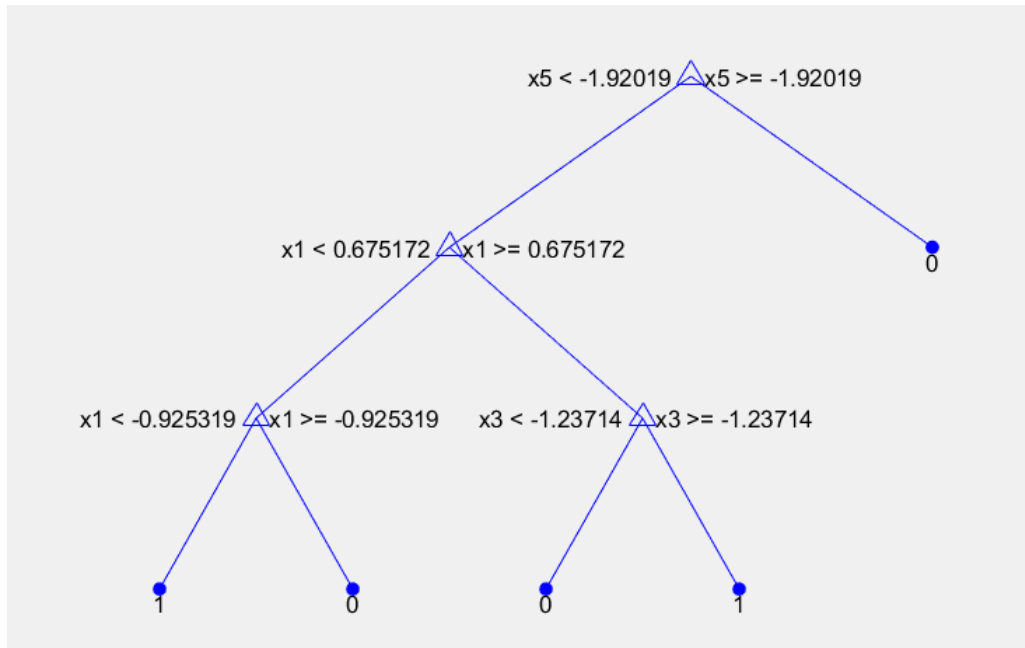 x5 < -1.92019 x5 >= -1.92019
x1 < 0.675172 x1 >= 0.675172
0
x1 < -0.925319 x1 >= -0.925319 x3 < -1.23714 x3 >= -1.23714
1 0 0 1